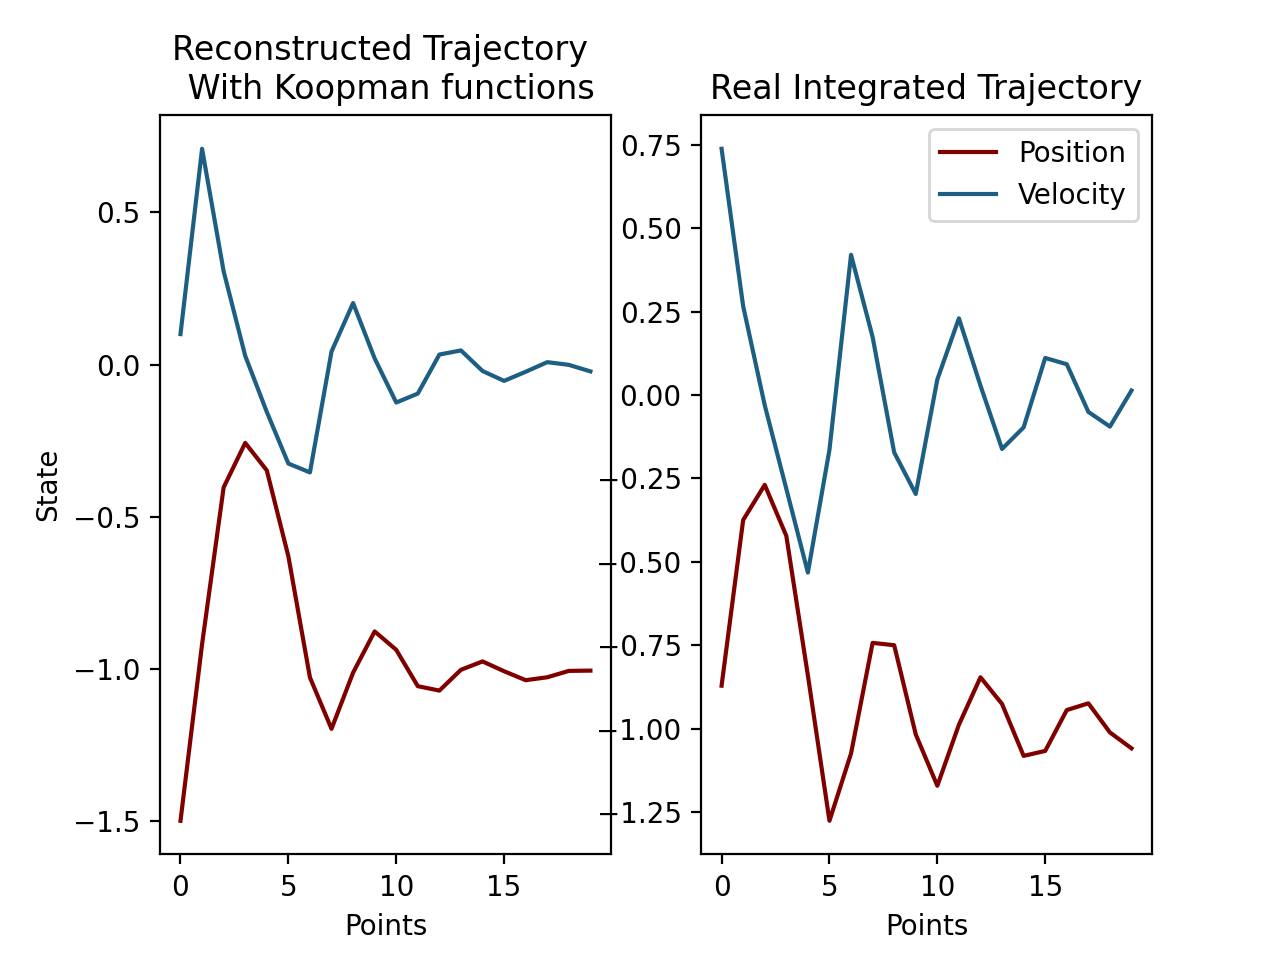 Reconstructed Trajectory
With Koopman functions
Real Integrated Trajectory
State
0.5
0.0
−0.5
−1.0
−1.5
0 5 10 15
Points
0.75
0.50
0.25
0.00
−0.25
−0.50
−0.75
−1.00
−1.25
Position
Velocity
0 5 10 15
Points